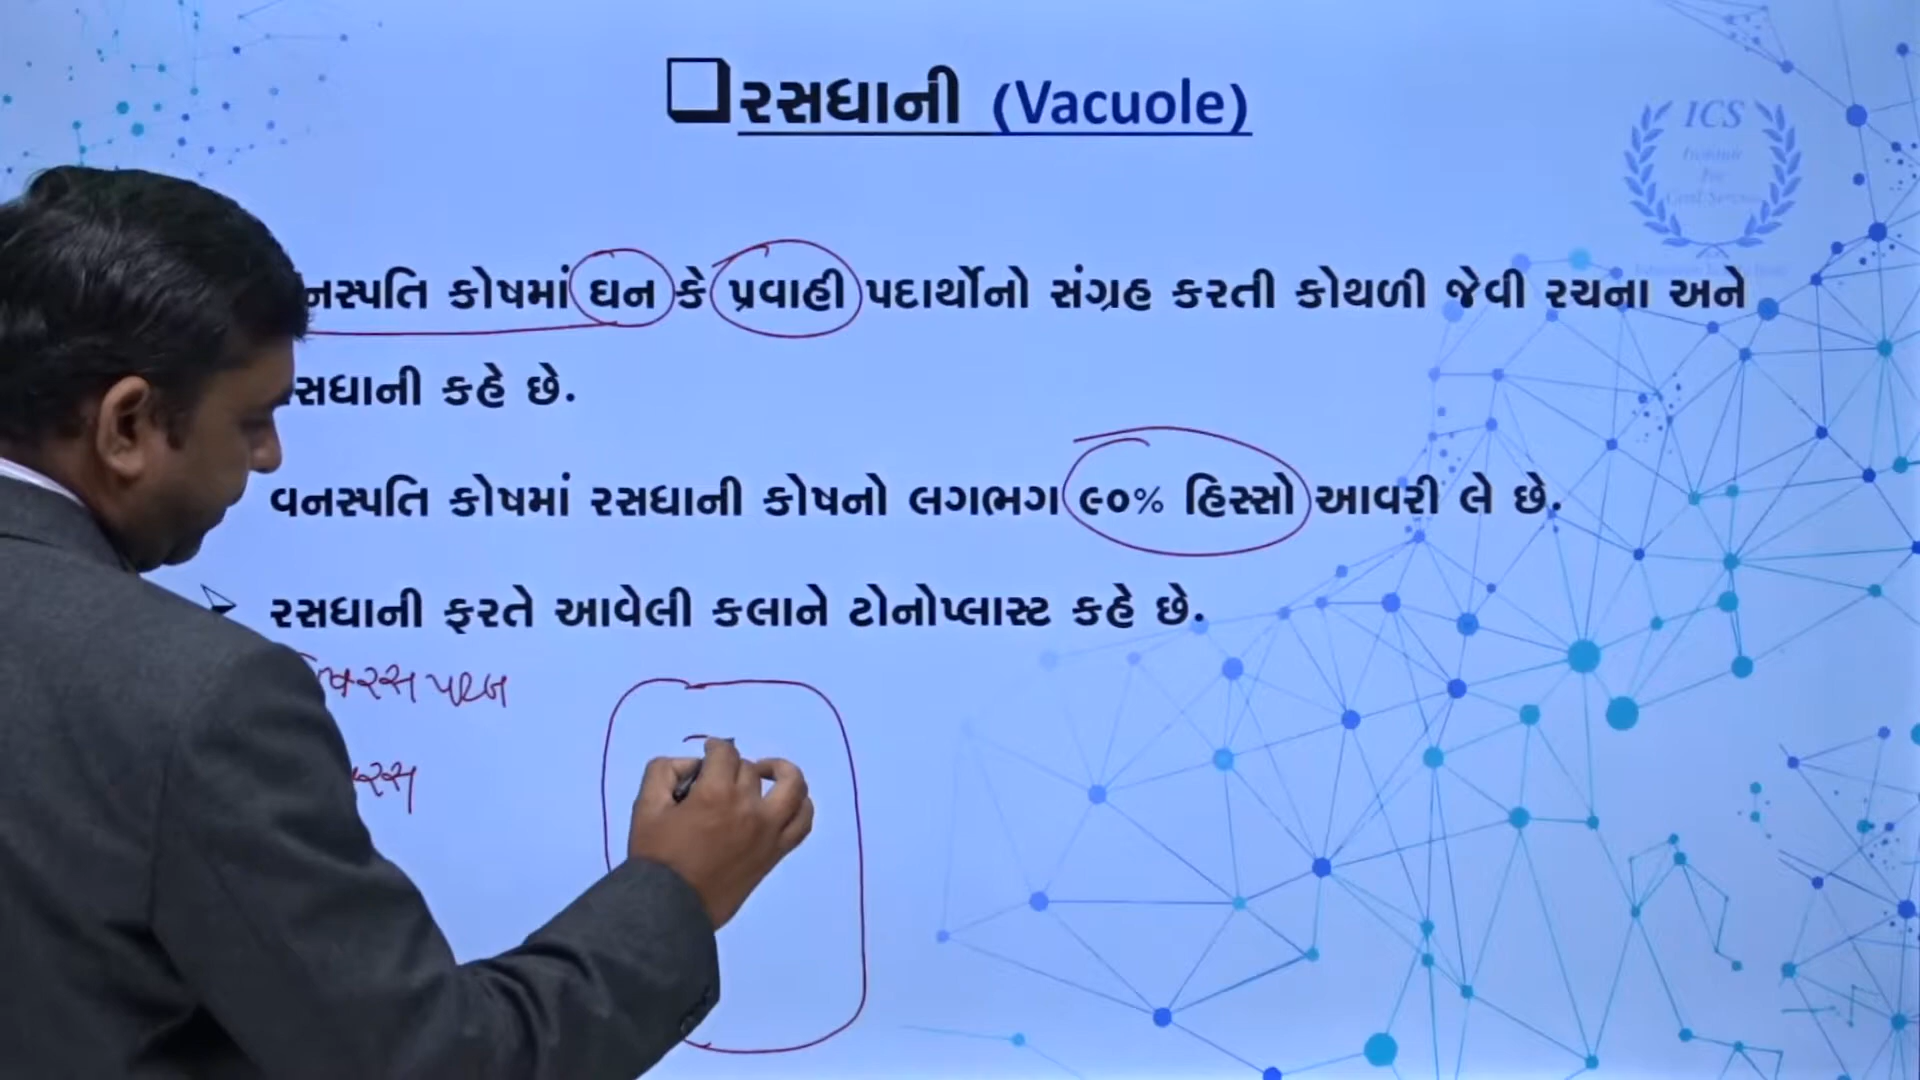 રસધાની (Vacuole)
ICS
નસ્પતિ કોષમાં ઘન કે પ્રવાહી પદાર્થોનો સંગ્રહ કરતી કોથળી જેવી રચના અને
સધાની કહે છે.
વનસ્પતિ કોષમાં રસધાની કોષનો લગભગ ૯૦% હિસ્સો આવરી લે છે.
રસધાની ફરતે આવેલી કલાને ટોનોપ્લાસ્ટ કહે છે.